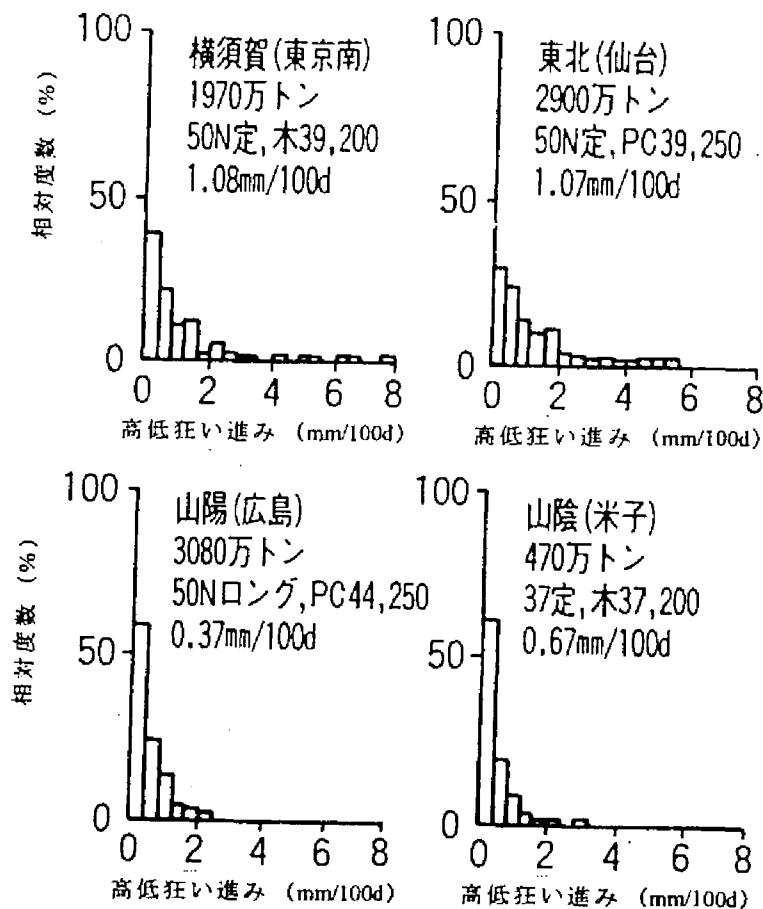 100
横須賀(東京南)
1970万トン
50N定,木39,200
1.08mm/100d
相対度数 (%)
50
0
0 2 4 6 8
高低狂い進み (mm/100d)
100
東北(仙台)
2900万トン
50N定,PC39,250
1.07mm/100d
50
0
0 2 4 6 8
高低狂い進み (mm/100d)
100
山陽(広島)
3080万トン
50Nロング,PC44,250
0.37mm/100d
相対度数 (%)
50
0
0 2 4 6 8
高低狂い進み (mm/100d)
100
山陰(米子)
470万トン
37定,木37,200
0.67mm/100d
50
0
0 2 4 6 8
高低狂い進み (mm/100d)